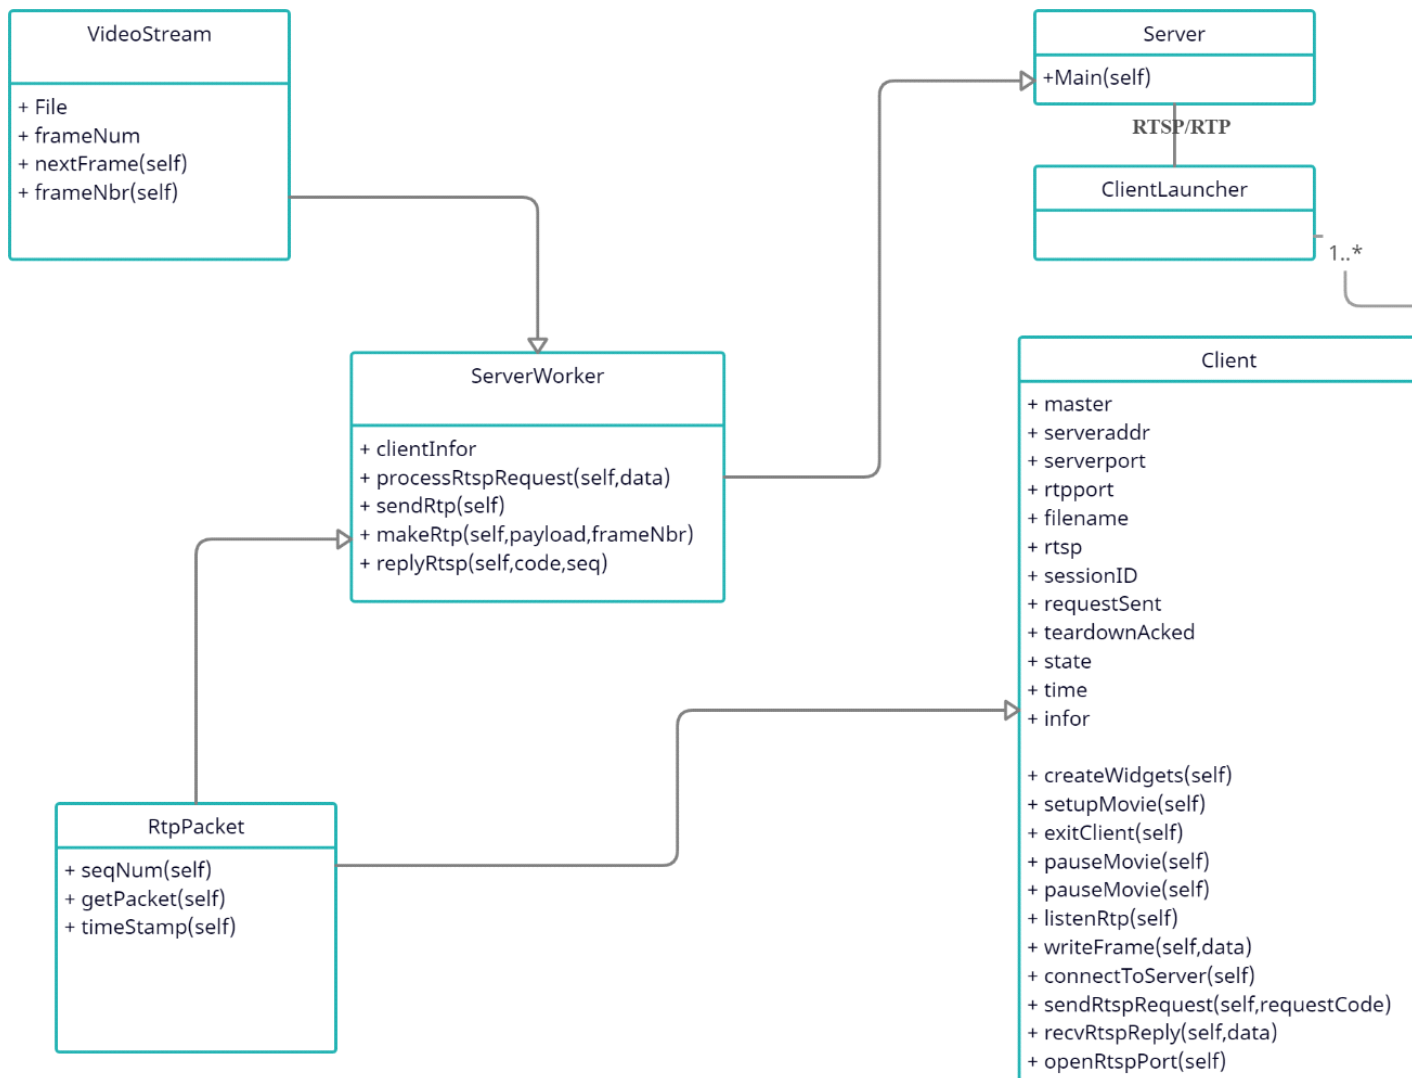 VideoStream
+ File
+ frameNum
+ nextFrame(self)
+ frameNbr(self)
Server
+Main(self)
RTSP/RTP
ClientLauncher
1..*
ServerWorker
+ clientInfor
+ processRtspRequest(self,data)
+ sendRtp(self)
+ makeRtp(self,payload,frameNbr)
+ replyRtsp(self,code,seq)
Client
+ master
+ serveraddr
+ serverport
+ rtpport
+ filename
+ rtsp
+ sessionID
+ requestSent
+ teardownAcked
+ state
+ time
+ infor
+ createWidgets(self)
+ setupMovie(self)
+ exitClient(self)
+ pauseMovie(self)
+ pauseMovie(self)
+ listenRtp(self)
+ writeFrame(self,data)
+ connectToServer(self)
+ sendRtspRequest(self,requestCode)
+ recvRtspReply(self,data)
+ openRtspPort(self)
RtpPacket
+ seqNum(self)
+ getPacket(self)
+ timeStamp(self)